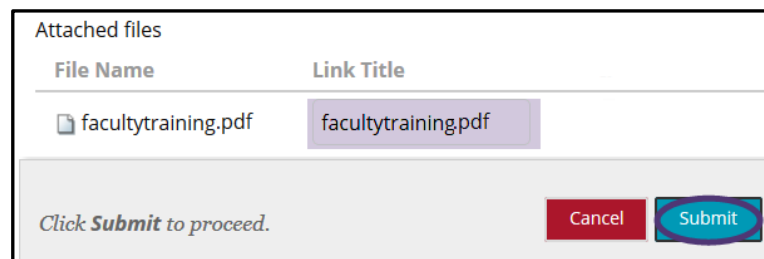 Attached files
File Name Link Title
facultytraining.pdf facultytraining.pdf
Click Submit to proceed. Cancel Submit